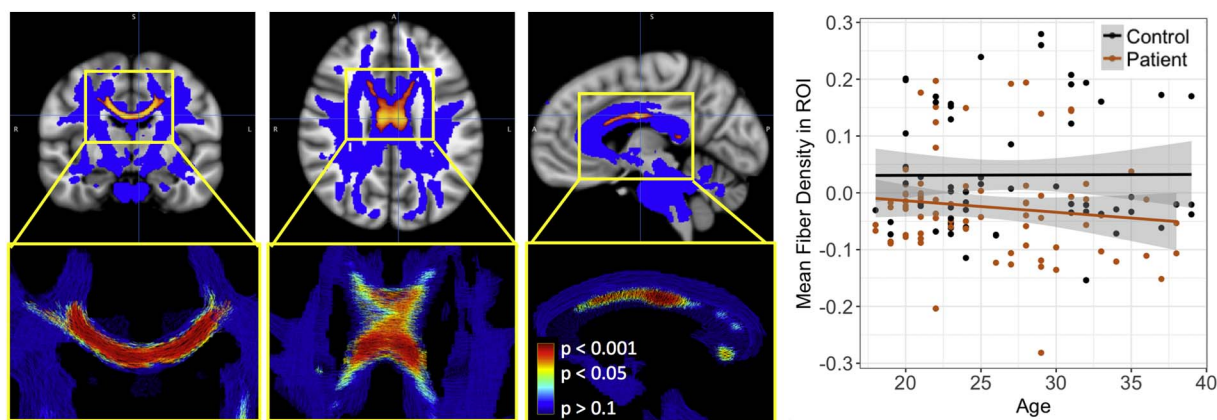 S
A
S
R
L
R
L
A
P
p < 0.001
p < 0.05
p > 0.1
Mean Fiber Density in ROI
0.3
0.2
0.1
0.0
-0.1
-0.2
-0.3
Control
Patient
20 25 30 35 40
Age